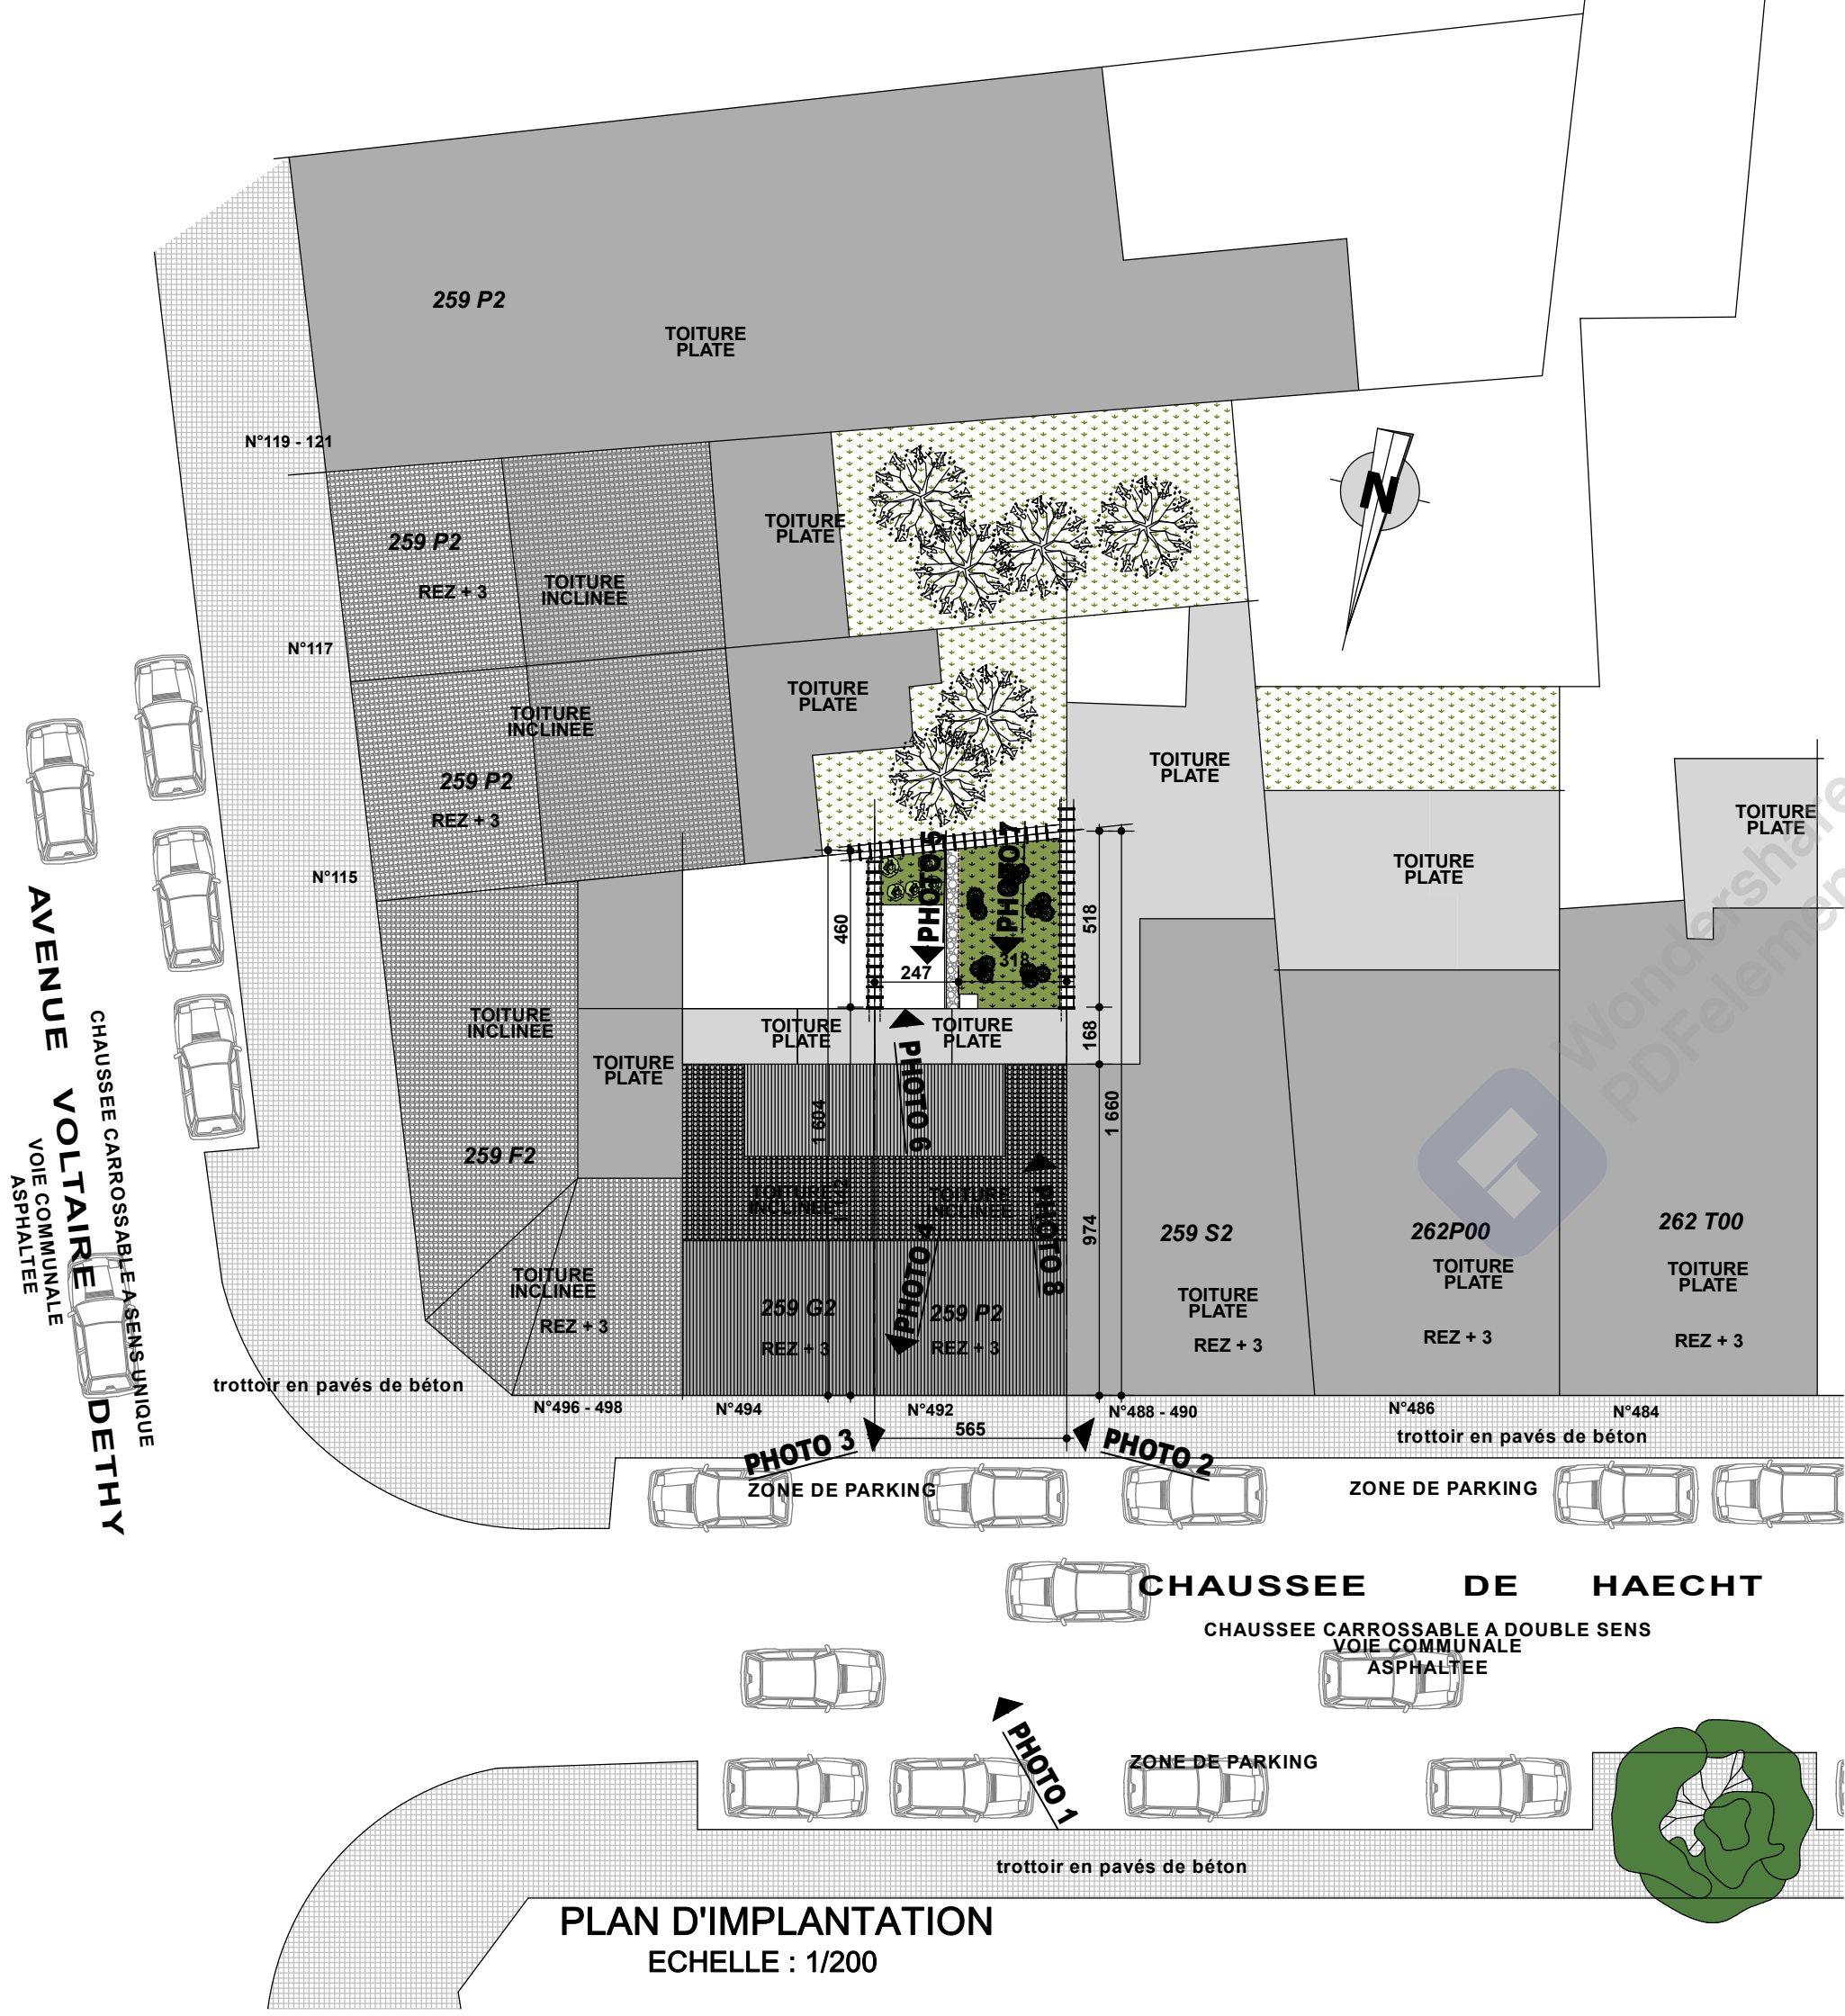 259 P2
TOITURE
PLATE
N°119 - 121
N
259 P2
REZ + 3
TOITURE
INCLINEE
TOITURE
PLATE
N°117
TOITURE
INCLINEE
TOITURE
PLATE
259 P2
REZ + 3
TOITURE
PLATE
TOITURE
PLATE
TOITURE
PLATE
N°115
PHOTO 5
PHOTO 7
460
518
247
318
TOITURE
INCLINEE
TOITURE
PLATE
TOITURE
PLATE
TOITURE
PLATE
168
PHOTO 6
1 604
1 660
259 F2
TOITURE
INCLINEE
TOITURE
INCLINEE
PHOTO 4
PHOTO 8
974
259 S2
262P00
262 T00
TOITURE
PLATE
TOITURE
PLATE
TOITURE
PLATE
TOITURE
INCLINEE
REZ + 3
259 G2
REZ + 3
259 P2
REZ + 3
REZ + 3
REZ + 3
REZ + 3
AVENUE VOLTAIRE DETHY
CHAUSSEE CARROSSABLE A SENS UNIQUE
VOIE COMMUNALE
ASPHALTEE
trottoir en pavés de béton
N°496 - 498
N°494
N°492
N°488 - 490
N°486
N°484
565
trottoir en pavés de béton
PHOTO 3
PHOTO 2
ZONE DE PARKING
ZONE DE PARKING
CHAUSSEE DE HAECHT
CHAUSSEE CARROSSABLE A DOUBLE SENS
VOIE COMMUNALE
ASPHALTEE
PHOTO 1
ZONE DE PARKING
trottoir en pavés de béton
PLAN D'IMPLANTATION
ECHELLE : 1/200
Wondershare
PDFelement